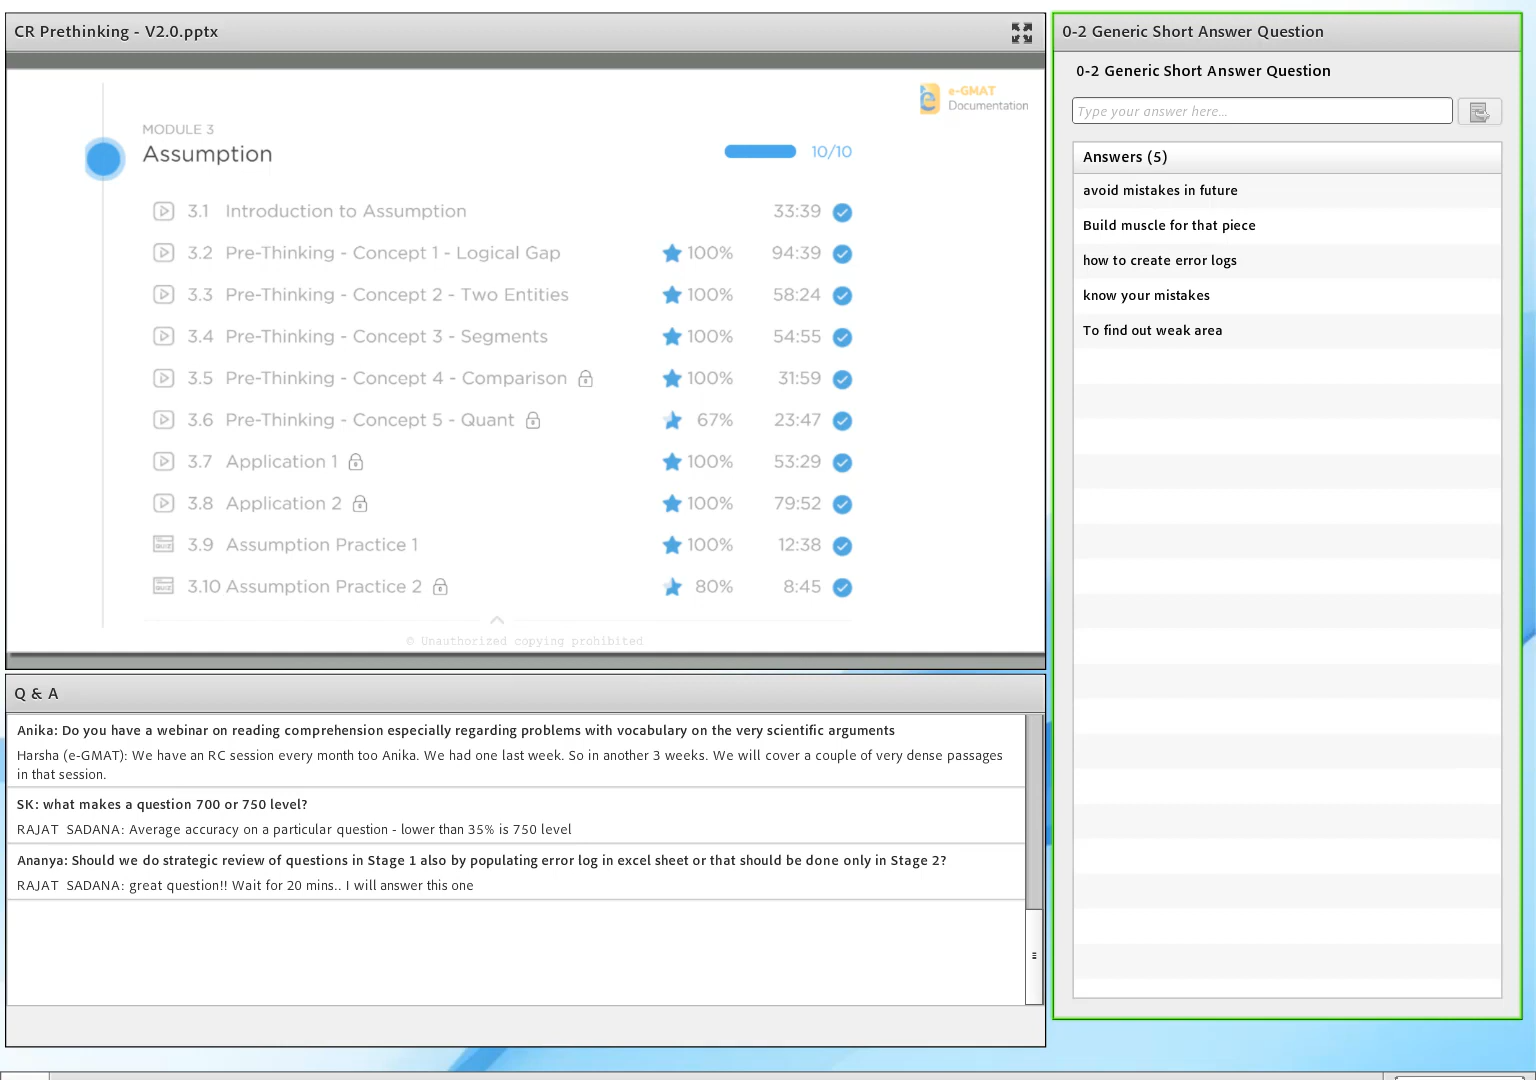 CR Prethinking - V2.0.pptx
e-GMAT
Documentation
MODULE 3
Assumption
10/10
3.1 Introduction to Assumption 33:39
3.2 Pre-Thinking - Concept 1 - Logical Gap 100% 94:39
3.3 Pre-Thinking - Concept 2 - Two Entities 100% 58:24
3.4 Pre-Thinking - Concept 3 - Segments 100% 54:55
3.5 Pre-Thinking - Concept 4 - Comparison 100% 31:59
3.6 Pre-Thinking - Concept 5 - Quant 67% 23:47
3.7 Application 1 100% 53:29
3.8 Application 2 100% 79:52
QUIZ 3.9 Assumption Practice 1 100% 12:38
QUIZ 3.10 Assumption Practice 2 80% 8:45
© Unauthorized copying prohibited
Q & A
Anika: Do you have a webinar on reading comprehension especially regarding problems with vocabulary on the very scientific arguments
Harsha (e-GMAT): We have an RC session every month too Anika. We had one last week. So in another 3 weeks. We will cover a couple of very dense passages
in that session.
SK: what makes a question 700 or 750 level?
RAJAT SADANA: Average accuracy on a particular question - lower than 35% is 750 level
Ananya: Should we do strategic review of questions in Stage 1 also by populating error log in excel sheet or that should be done only in Stage 2?
RAJAT SADANA: great question!! Wait for 20 mins.. I will answer this one
0-2 Generic Short Answer Question
0-2 Generic Short Answer Question
Type your answer here...
Answers (5)
avoid mistakes in future
Build muscle for that piece
how to create error logs
know your mistakes
To find out weak area